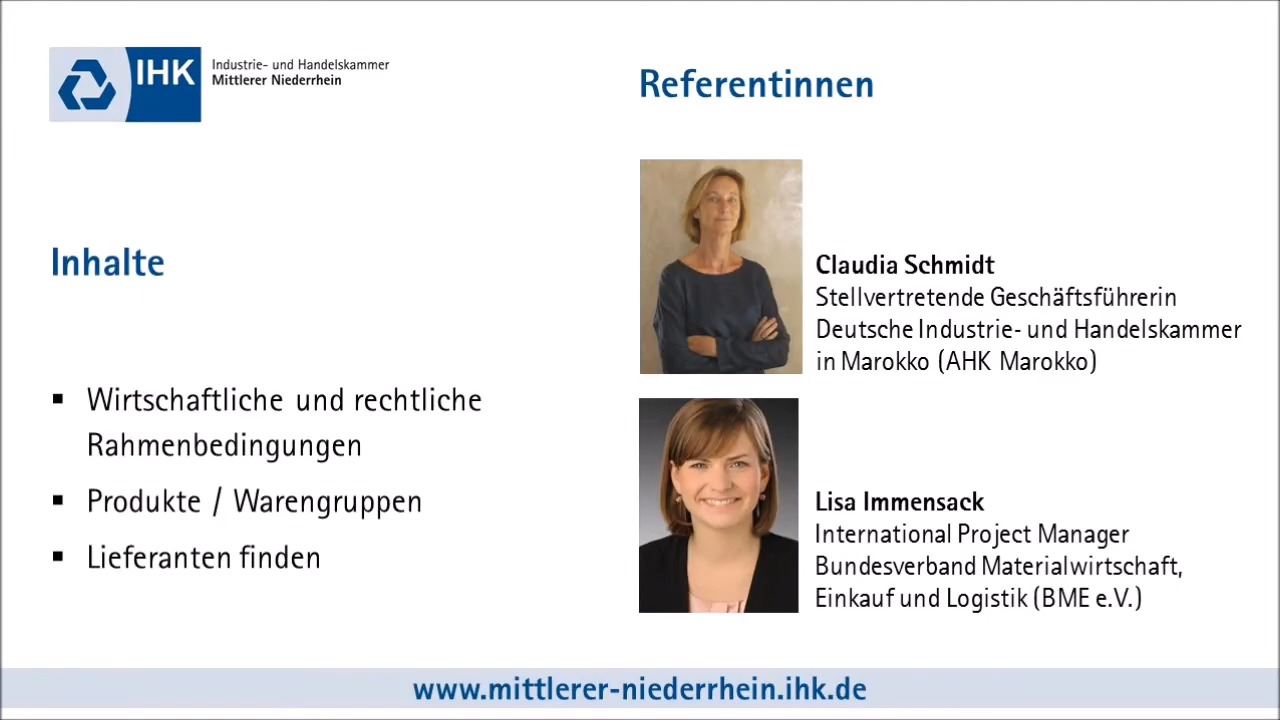 IHK
Industrie- und Handelskammer
Mittlerer Niederrhein
Inhalte
▪ Wirtschaftliche und rechtliche
Rahmenbedingungen
▪ Produkte / Warengruppen
▪ Lieferanten finden
Referentinnen
Claudia Schmidt
Stellvertretende Geschäftsführerin
Deutsche Industrie- und Handelskammer
in Marokko (AHK Marokko)
Lisa Immensack
International Project Manager
Bundesverband Materialwirtschaft,
Einkauf und Logistik (BME e.V.)
www.mittlerer-niederrhein.ihk.de